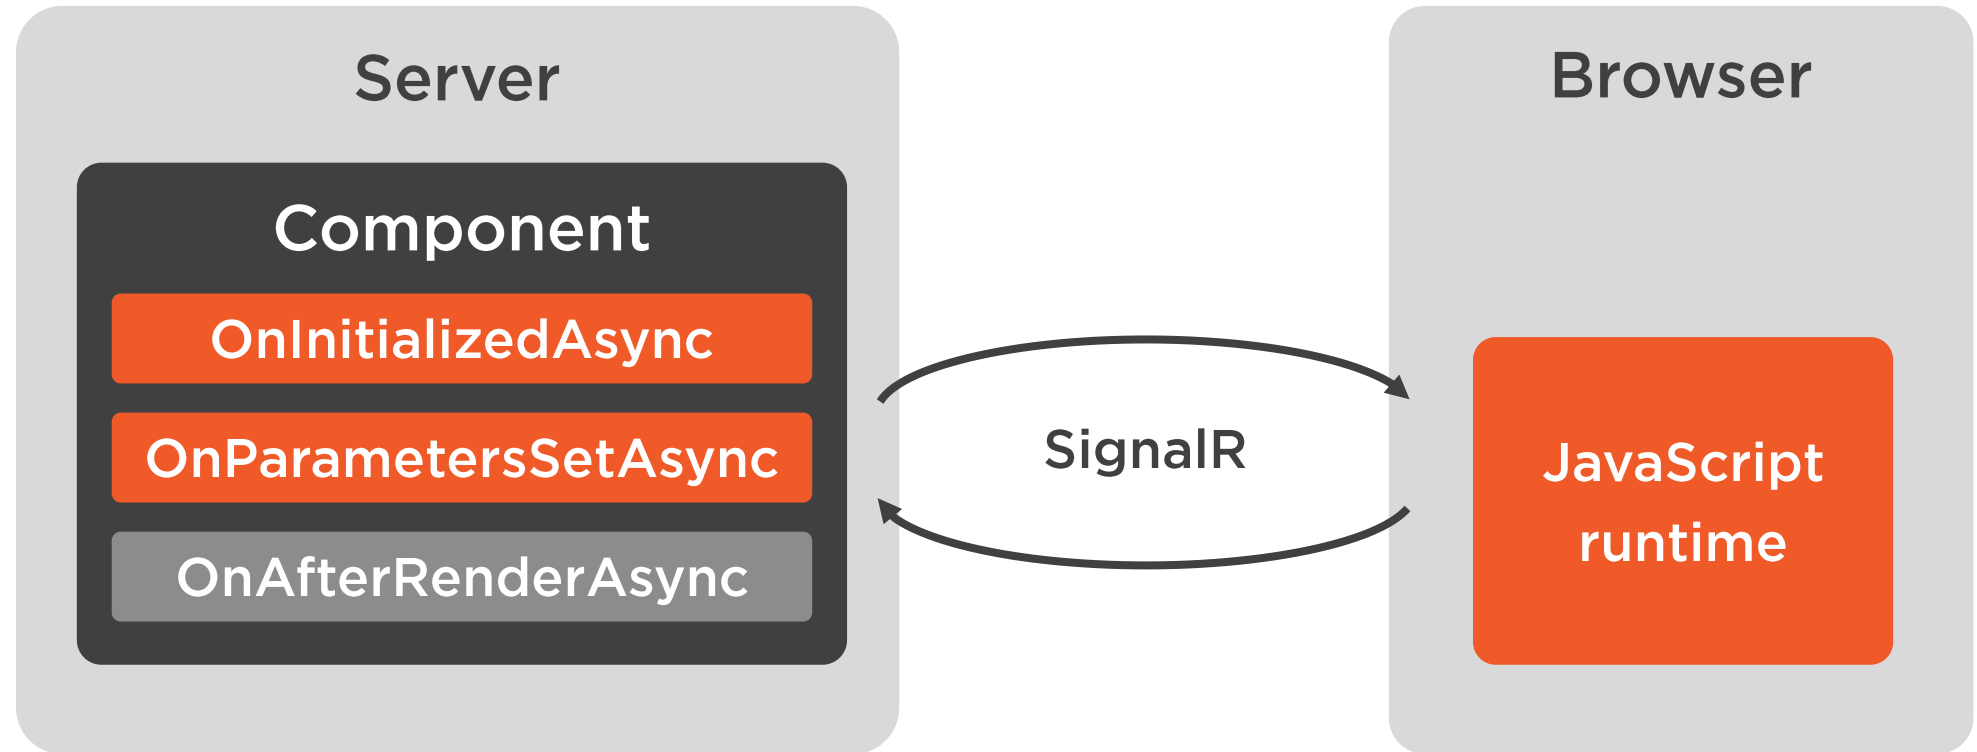 Server
Component
OnInitializedAsync
OnParametersSetAsync
OnAfterRenderAsync
SignalR
Browser
JavaScript
runtime